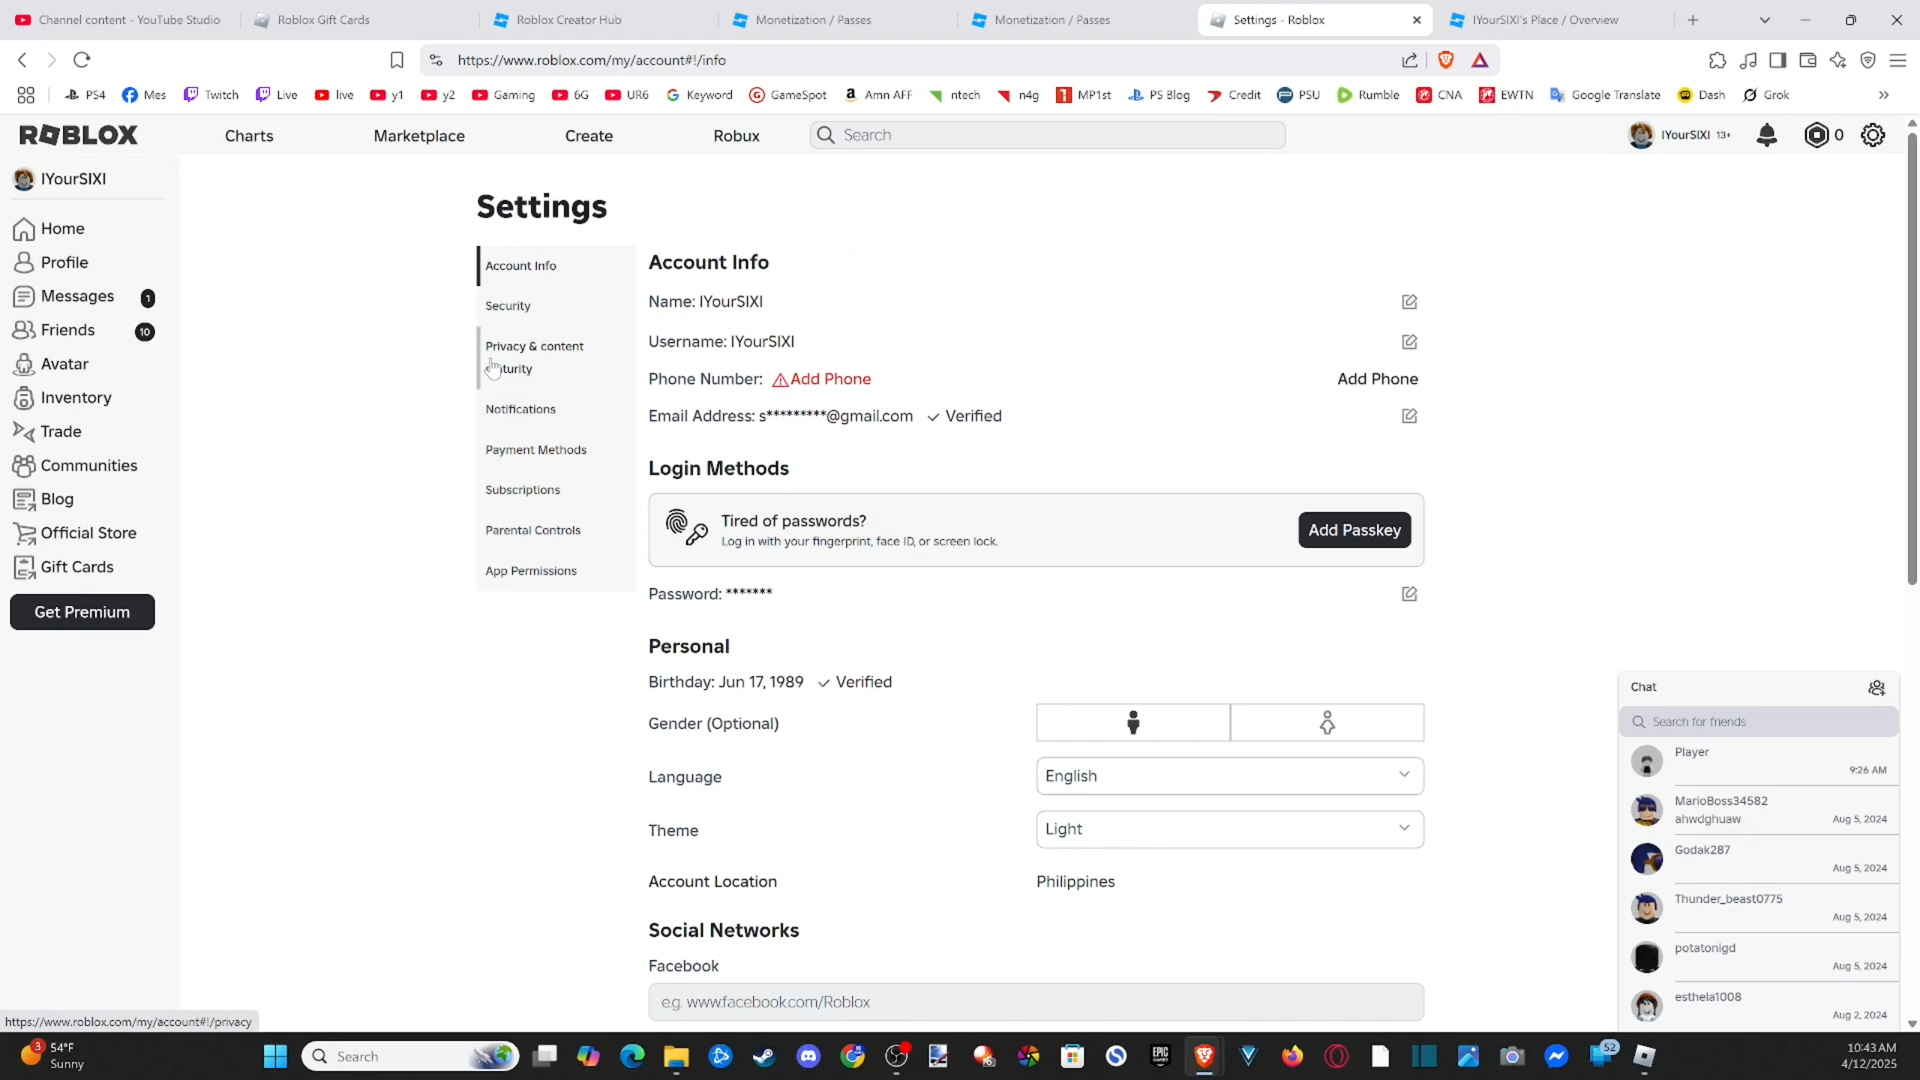 Channel content - YouTube Studio
Roblox Gift Cards
Roblox Creator Hub
Monetization / Passes
Monetization / Passes
Settings - Roblox
IYourSIXI's Place / Overview
https://www.roblox.com/my/account#!/info
PS4
Mes
Twitch
Live
live
y1
y2
Gaming
6G
UR6
Keyword
GameSpot
Amn AFF
ntech
n4g
MP1st
PS Blog
Credit
PSU
Rumble
CNA
EWTN
Google Translate
Dash
Grok
ROBLOX
Charts
Marketplace
Create
Robux
Search
IYourSIXI 13+
0
IYourSIXI
Home
Profile
Messages 1
Friends 10
Avatar
Inventory
Trade
Communities
Blog
Official Store
Gift Cards
Get Premium
Settings
Account Info
Security
Privacy & content
turity
Notifications
Payment Methods
Subscriptions
Parental Controls
App Permissions
Account Info
Name: IYourSIXI
Username: IYourSIXI
Phone Number: Add Phone
Add Phone
Email Address: s*********@gmail.com Verified
Login Methods
Tired of passwords?
Log in with your fingerprint, face ID, or screen lock.
Add Passkey
Password: *******
Personal
Birthday: Jun 17, 1989 Verified
Gender (Optional)
Language
English
Theme
Light
Account Location
Philippines
Social Networks
Facebook
e.g. www.facebook.com/Roblox
Chat
Search for friends
Player
9:26 AM
MarioBoss34582
ahwdghuaw
Aug 5, 2024
Godak287
Aug 5, 2024
Thunder_beast0775
Aug 5, 2024
potatonigd
Aug 5, 2024
esthela1008
Aug 2, 2024
https://www.roblox.com/my/account#!/privacy
3
54°F
Sunny
Search
EPIC
GAMES
52
10:43 AM
4/12/2025